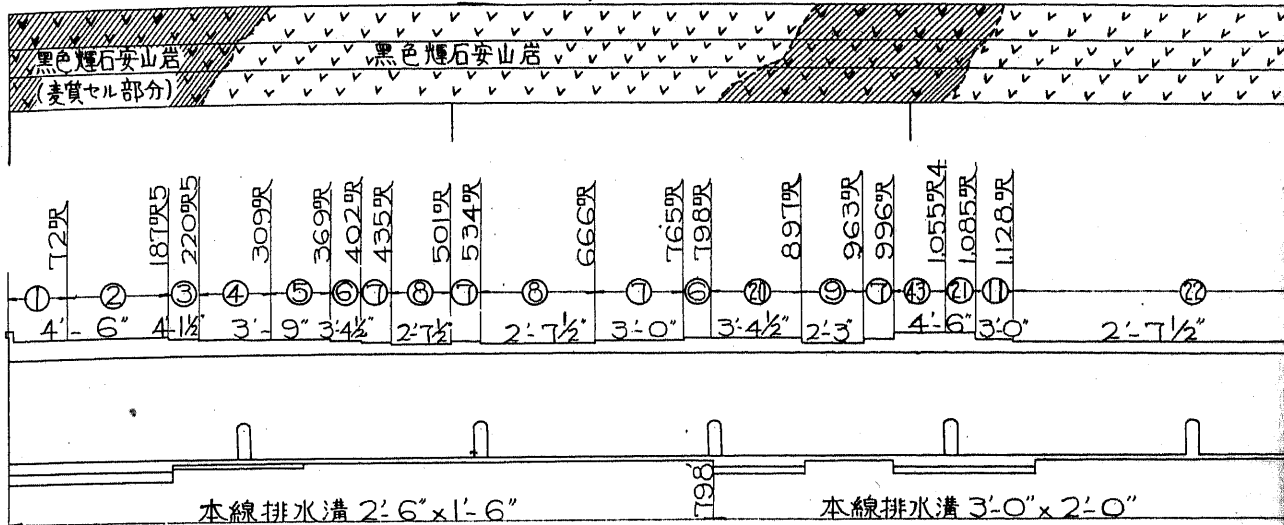 黒色輝石安山岩 黒色輝石安山岩
(変質セル部分)
72呎 187呎5 220呎5 309呎 369呎 402呎 435呎 501呎 534呎 666呎 765呎 798呎 897呎 963呎 996呎 1.055呎4 1.085呎 1.128呎
① ② ③ ④ ⑤ ⑥ ⑦ ⑧ ⑦ ⑧ ⑦ ⑥ ⑳ ⑨ ⑦ ㊸ ㉑ ⑪ ㉒
4'-6" 4'-1½" 3'-9" 3'-4½" 2'-7½" 2'-7½" 3'-0" 3'-4½" 2'-3" 4'-6" 3'-0" 2'-7½"
本線排水溝 2'-6"×1'-6" 798' 本線排水溝 3'-0"×2'-0"